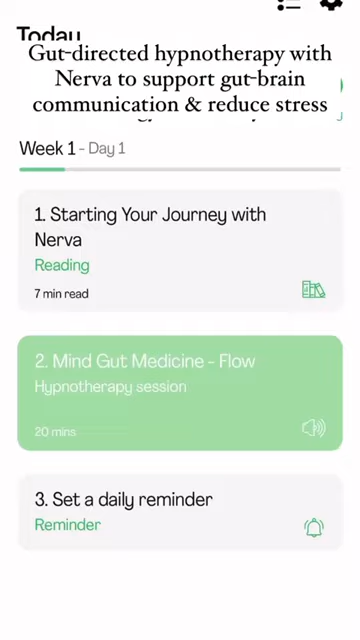 Today
Gut-directed hypnotherapy with
Nerva to support gut-brain
communication & reduce stress
Week 1 - Day 1
1. Starting Your Journey with
Nerva
Reading
7 min read
2. Mind Gut Medicine - Flow
Hypnotherapy session
20 mins
3. Set a daily reminder
Reminder